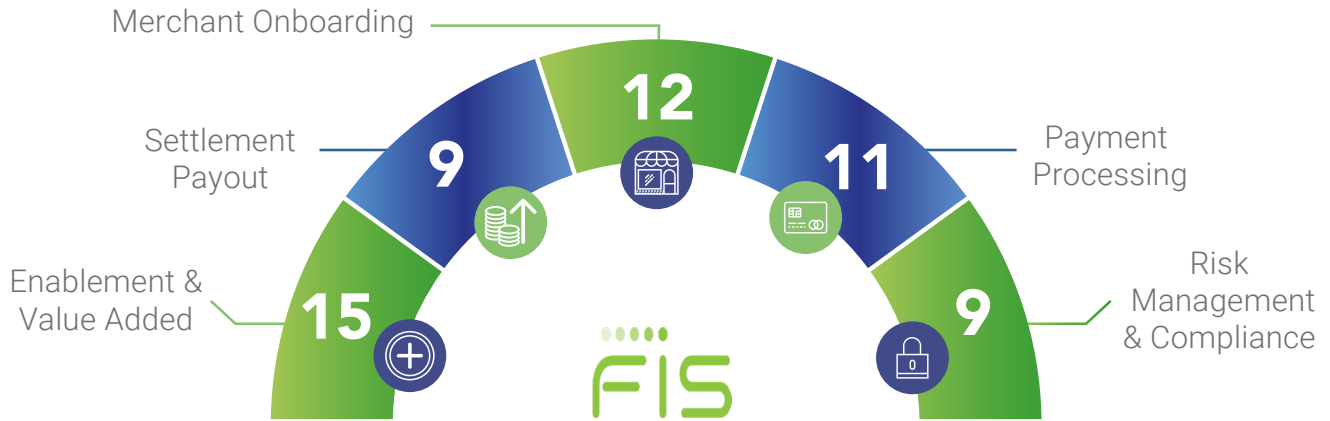 Merchant Onboarding
12
Settlement
Payout
9
11
Payment
Processing
Enablement &
Value Added
15
9
Risk
Management
& Compliance
FIS